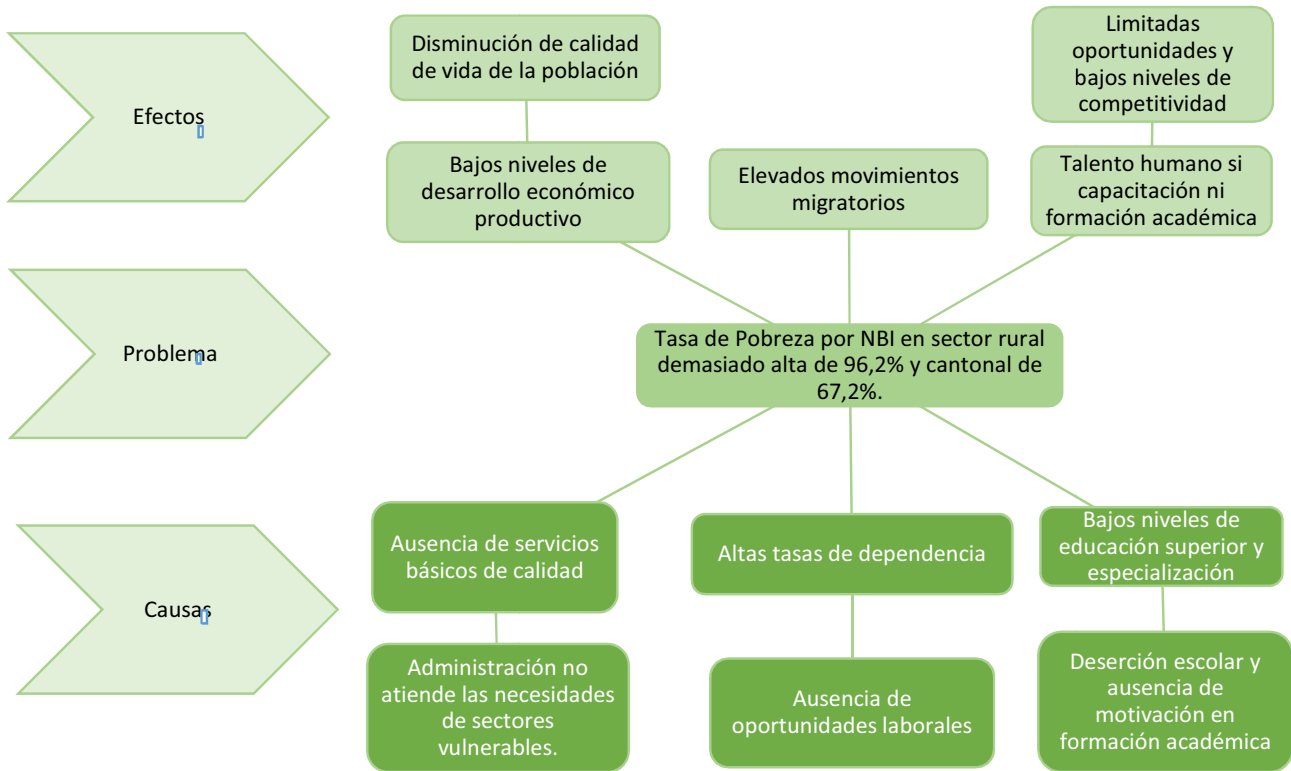 Efectos
Disminución de calidad
de vida de la población
Limitadas
oportunidades y
bajos niveles de
competitividad
Bajos niveles de
desarrollo económico
productivo
Elevados movimientos
migratorios
Talento humano si
capacitación ni
formación académica
Problema
Tasa de Pobreza por NBI en sector rural
demasiado alta de 96,2% y cantonal de
67,2%.
Causas
Ausencia de servicios
básicos de calidad
Altas tasas de dependencia
Bajos niveles de
educación superior y
especialización
Administración no
atiende las necesidades
de sectores
vulnerables.
Ausencia de
oportunidades laborales
Deserción escolar y
ausencia de
motivación en
formación académica